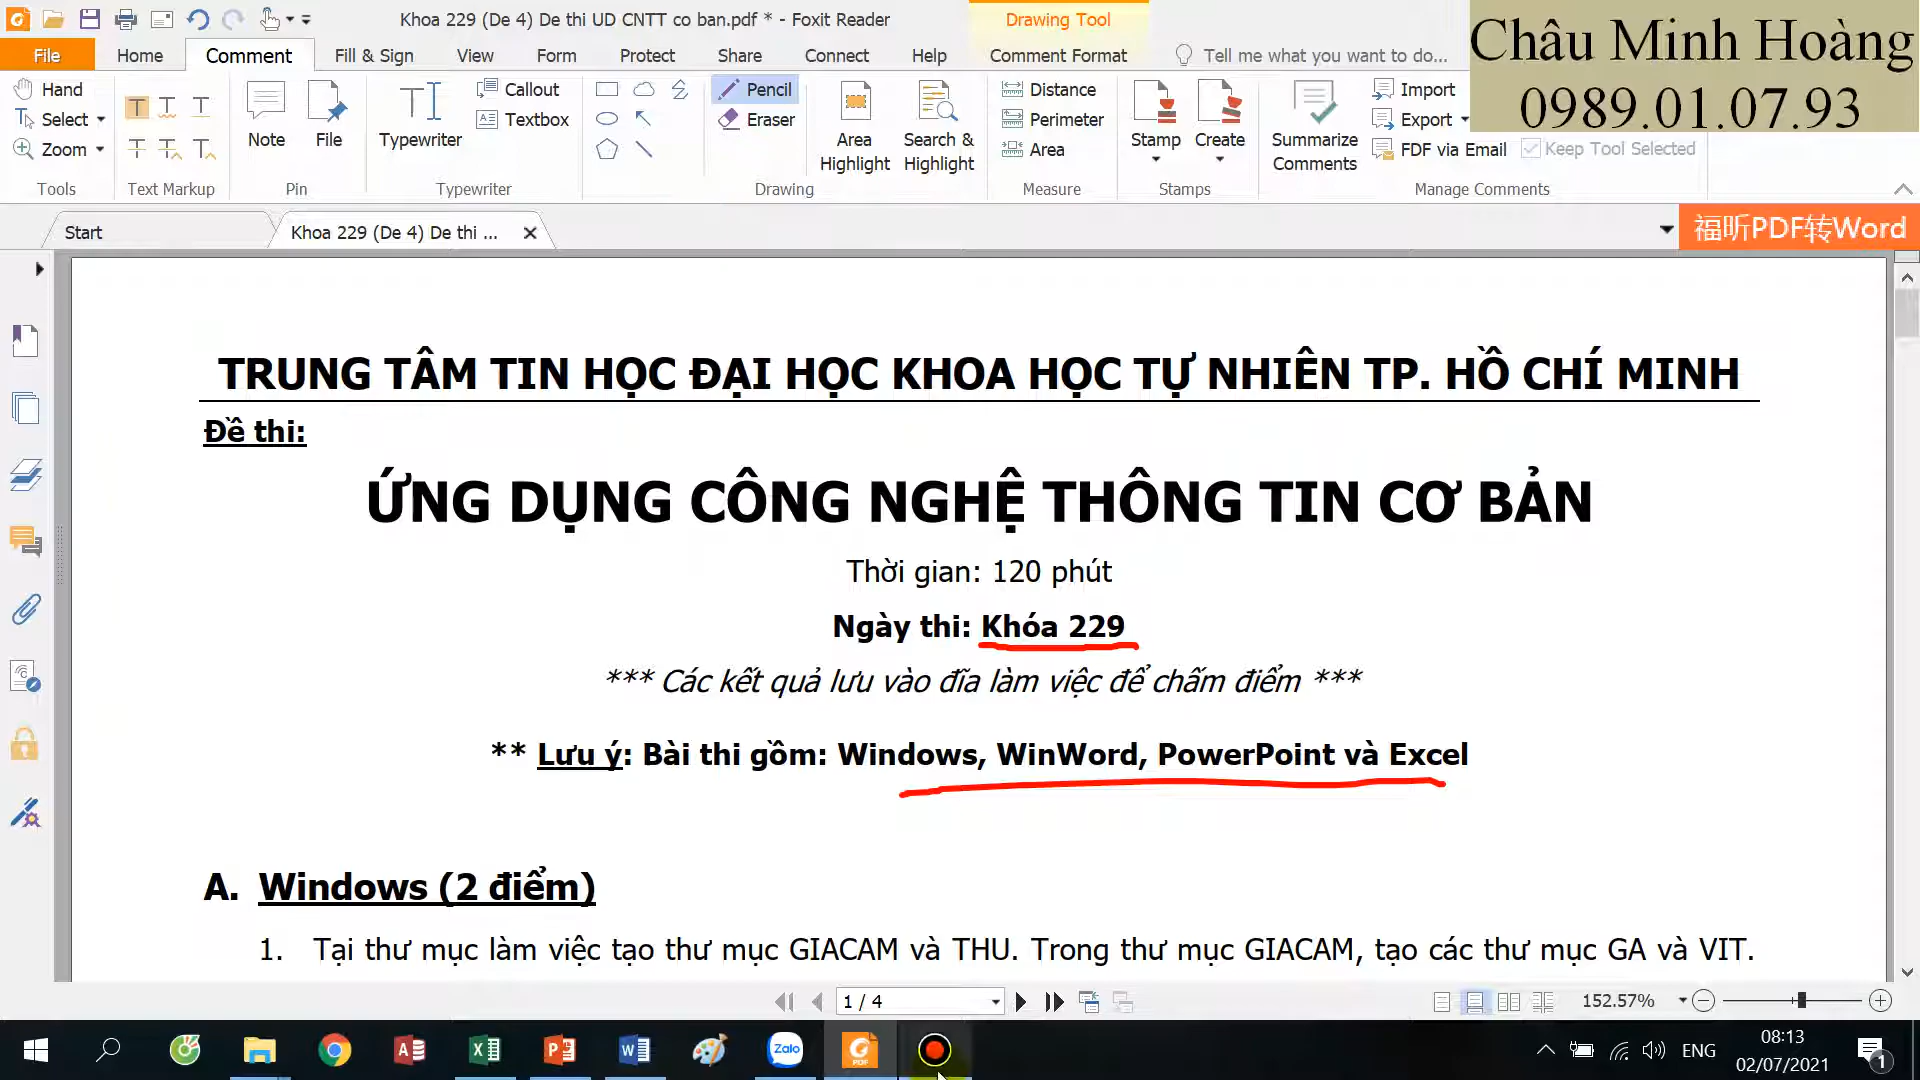 Khoa 229 (De 4) De thi UD CNTT co ban.pdf * - Foxit Reader
Drawing Tool
Châu Minh Hoàng
0989.01.07.93
File Home Comment Fill & Sign View Form Protect Share Connect Help Comment Format Tell me what you want to do...
Hand
Select
Zoom
Tools
Text Markup
Note
File
Pin
Typewriter
Callout
Textbox
Typewriter
Pencil
Eraser
Area Highlight
Search & Highlight
Drawing
Distance
Perimeter
Area
Measure
Stamp
Create
Stamps
Summarize Comments
Import
Export
FDF via Email
Keep Tool Selected
Manage Comments
Start
Khoa 229 (De 4) De thi ...
福昕PDF转Word
TRUNG TÂM TIN HỌC ĐẠI HỌC KHOA HỌC TỰ NHIÊN TP. HỒ CHÍ MINH
Đề thi:
ỨNG DỤNG CÔNG NGHỆ THÔNG TIN CƠ BẢN
Thời gian: 120 phút
Ngày thi: Khóa 229
*** Các kết quả lưu vào đĩa làm việc để chấm điểm ***
** Lưu ý: Bài thi gồm: Windows, WinWord, PowerPoint và Excel
A. Windows (2 điểm)
1. Tại thư mục làm việc tạo thư mục GIACAM và THU. Trong thư mục GIACAM, tạo các thư mục GA và VIT.
1 / 4
152.57%
Zalo
PDF
ENG
08:13
02/07/2021
1